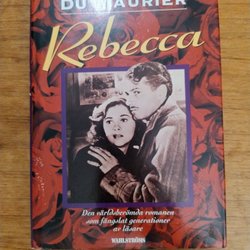 DU MAURIER
Rebecca
Den världsberömda romanen
som fängslat generationer
av läsare
WAHLSTRÖMS